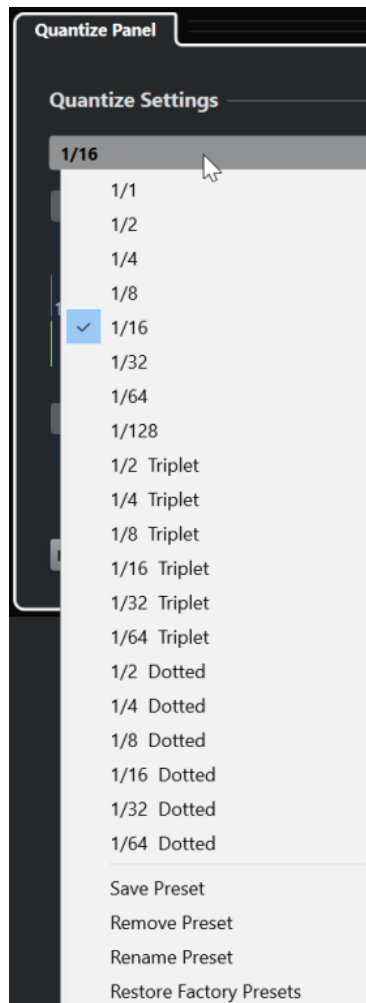 Quantize Panel
Quantize Settings
1/16
1/1
1/2
1/4
1/8
1/16
1/32
1/64
1/128
1/2 Triplet
1/4 Triplet
1/8 Triplet
1/16 Triplet
1/32 Triplet
1/64 Triplet
1/2 Dotted
1/4 Dotted
1/8 Dotted
1/16 Dotted
1/32 Dotted
1/64 Dotted
Save Preset
Remove Preset
Rename Preset
Restore Factory Presets